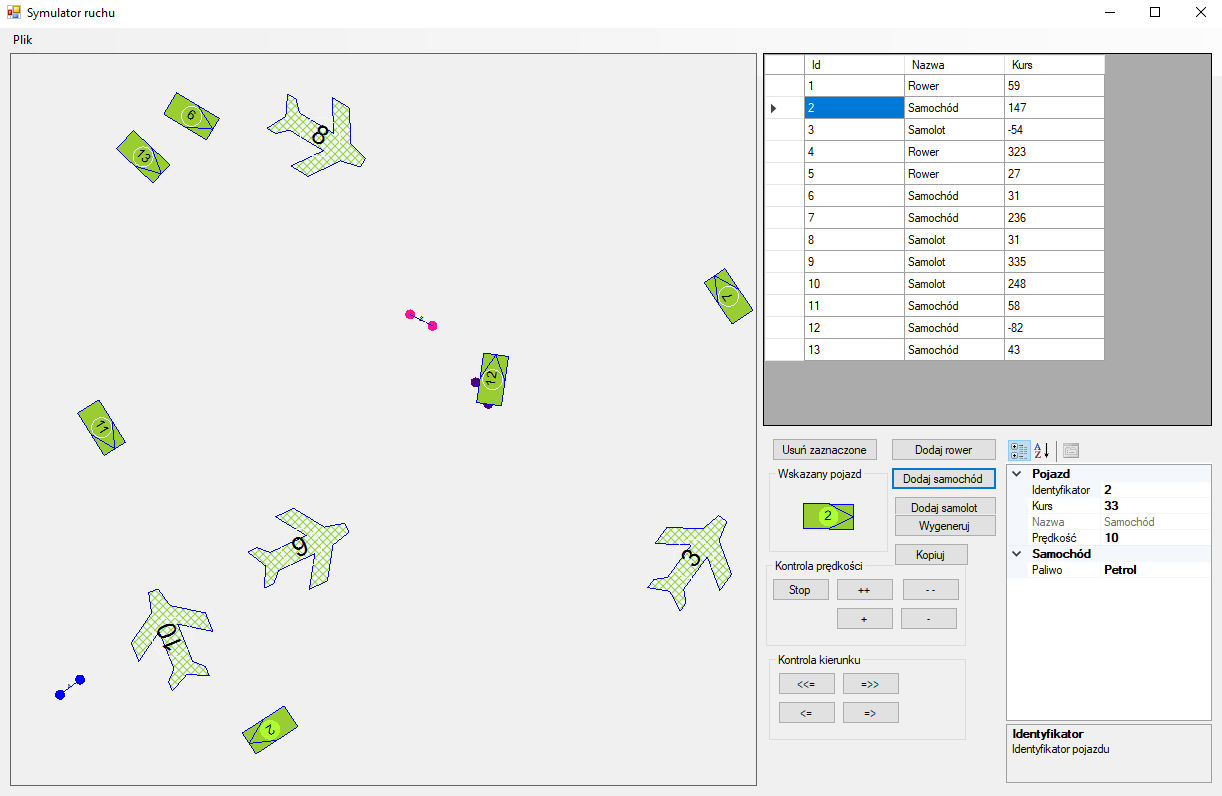 Symulator ruchu
Plik
6
13
8
7
12
11
9
3
10
2
Id Nazwa Kurs
1 Rower 59
2 Samochód 147
3 Samolot -54
4 Rower 323
5 Rower 27
6 Samochód 31
7 Samochód 236
8 Samolot 31
9 Samolot 335
10 Samolot 248
11 Samochód 58
12 Samochód -82
13 Samochód 43
Usuń zaznaczone
Dodaj rower
Wskazany pojazd
2
Dodaj samochód
Dodaj samolot
Wygeneruj
Kopiuj
Kontrola prędkości
Stop ++ - -
+ -
Kontrola kierunku
<<= =>>
<= =>
A
Z
Pojazd
Identyfikator 2
Kurs 33
Nazwa Samochód
Prędkość 10
Samochód
Paliwo Petrol
Identyfikator
Identyfikator pojazdu